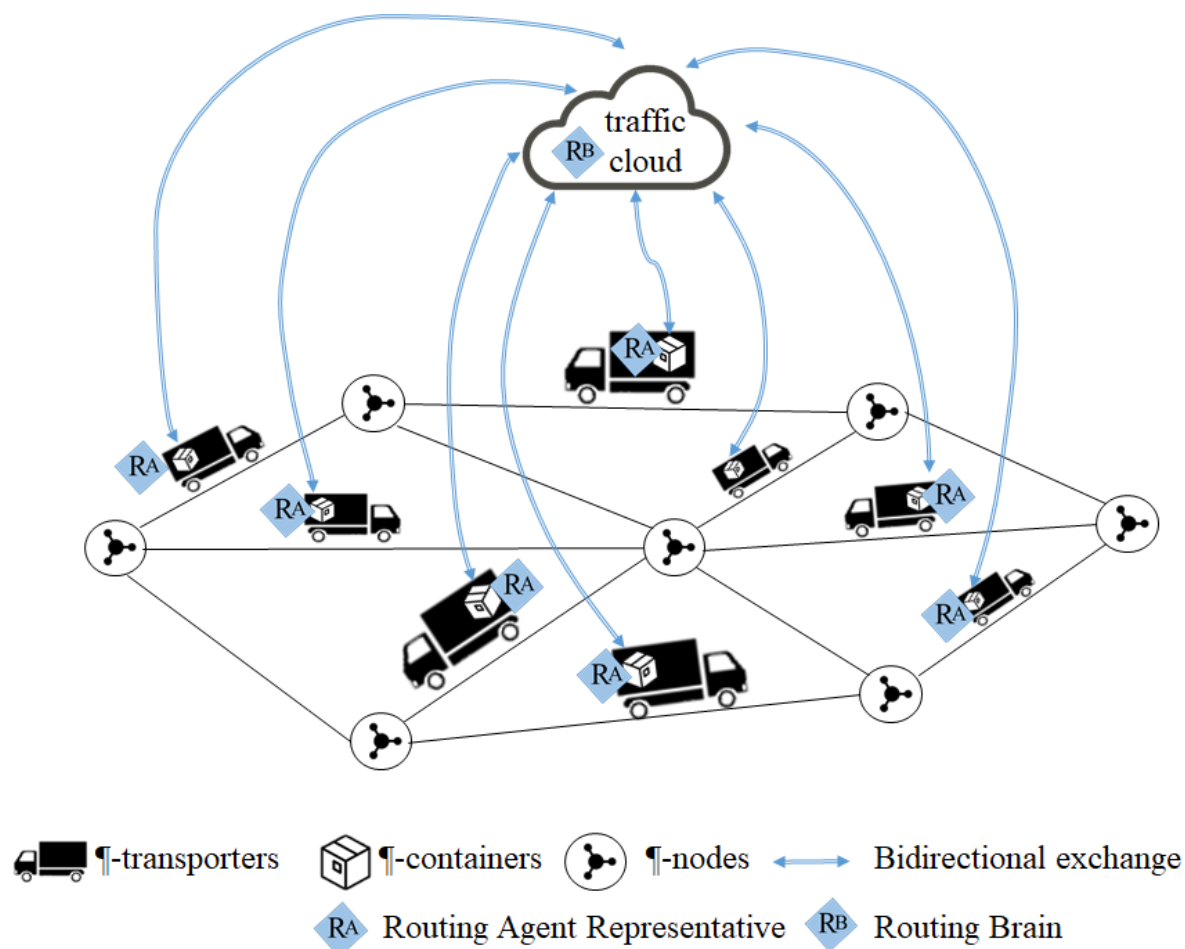 traffic
RB cloud
RA
RA
RA
RA
RA
RA
RA
¶-transporters ¶-containers ¶-nodes Bidirectional exchange
RA Routing Agent Representative RB Routing Brain